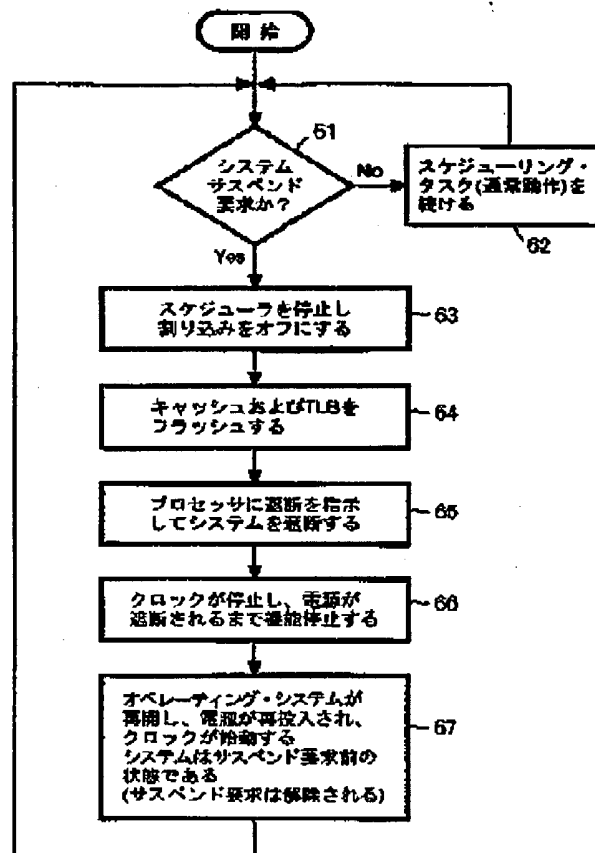 開始
61
システム
サスペンド
要求か?
No
Yes
スケジューリング・
タスク(通常動作)を
続ける
62
スケジューラを停止し
割り込みをオフにする
63
キャッシュおよびTLBを
フラッシュする
64
プロセッサに遮断を指示
してシステムを遮断する
65
クロックが停止し、電源が
遮断されるまで機能停止する
66
オペレーティング・システムが
再開し、電源が再投入され、
クロックが始動する
システムはサスペンド要求前の
状態である
(サスペンド要求は解除される)
67